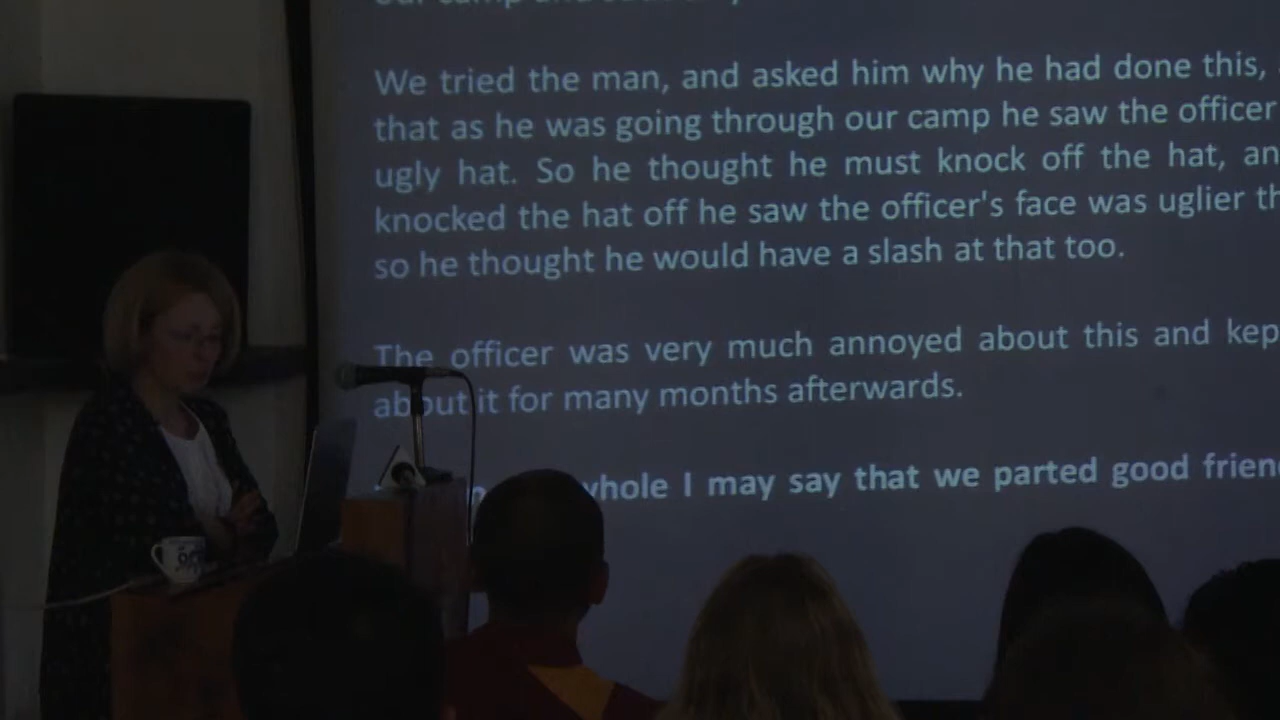 We tried the man, and asked him why he had done this,
that as he was going through our camp he saw the officer
ugly hat. So he thought he must knock off the hat,
knocked the hat off he saw the officer's face was uglier
so he thought he would have a slash at that too.
The officer was very much annoyed about this and
about it for many months afterwards.
whole I may say that we parted good